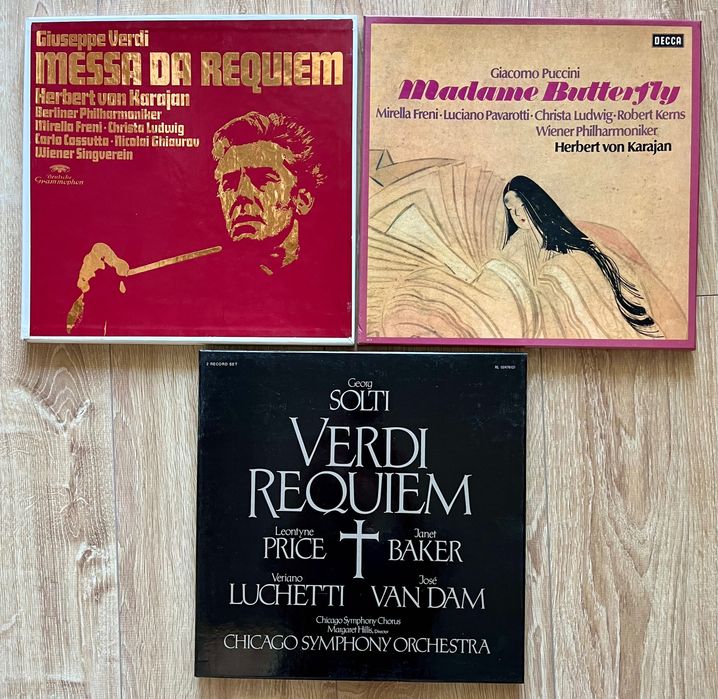 Giuseppe Verdi
MESSA DA REQUIEM
Herbert von Karajan
Berliner Philharmoniker
Mirella Freni · Christa Ludwig
Carlo Cossutta · Nicolai Ghiaurov
Wiener Singverein
Deutsche
Grammophon
DECCA
Giacomo Puccini
Madame Butterfly
Mirella Freni · Luciano Pavarotti · Christa Ludwig · Robert Kerns
Wiener Philharmoniker
Herbert von Karajan
2 RECORD SET
Georg
SOLTI
VERDI
REQUIEM
Leontyne
PRICE
Janet
BAKER
Veriano
LUCHETTI
José
VAN DAM
Chicago Symphony Chorus
Margaret Hillis, Director
CHICAGO SYMPHONY ORCHESTRA